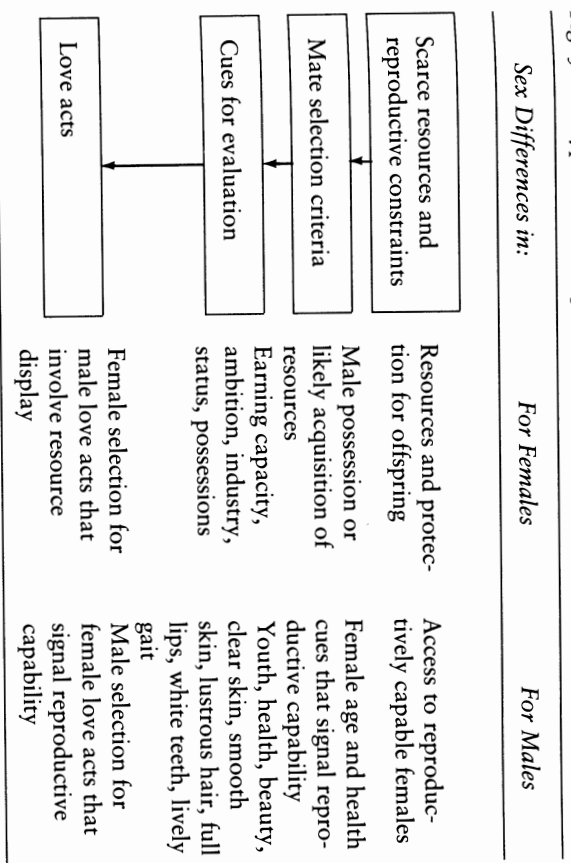 Sex Differences in:
For Females
For Males
Scarce resources and
reproductive constraints
Resources and protec-
tion for offspring
Access to reproduc-
tively capable females
Mate selection criteria
Male possession or
likely acquisition of
resources
Female age and health
cues that signal repro-
ductive capability
Cues for evaluation
Earning capacity,
ambition, industry,
status, possessions
Youth, health, beauty,
clear skin, smooth
skin, lustrous hair, full
lips, white teeth, lively
gait
Love acts
Female selection for
male love acts that
involve resource
display
Male selection for
female love acts that
signal reproductive
capability